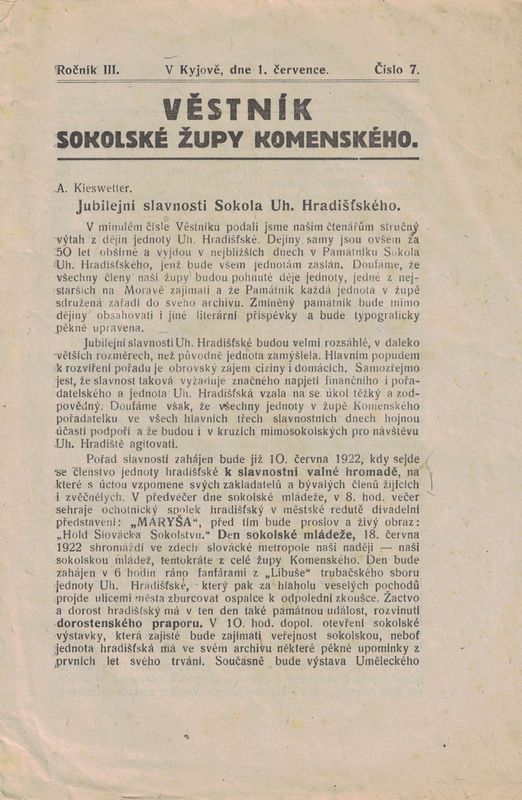 Ročník III. V Kyjově, dne 1. července. Číslo 7.
VĚSTNÍK
SOKOLSKÉ ŽUPY KOMENSKÉHO.
A. Kieswetter.
Jubilejní slavnosti Sokola Uh. Hradišťského.
V minulém čísle Věstníku podali jsme našim čtenářům stručný
výtah z dějin jednoty Uh. Hradišťské. Dějiny samy jsou ovšem za
50 let obšírné a vyjdou v nejbližších dnech v Památníku Sokola
Uh. Hradišťského, jenž bude všem jednotám zaslán. Doufáme, že
všechny členy naší župy budou pohnuté děje jednoty, jedné z nej-
starších na Moravě zajímati a že Památník každá jednota v župě
sdružená zařadí do svého archivu. Zmíněný památník bude mimo
dějiny obsahovati i jiné literární příspěvky a bude typograficky
pěkně upravena.
Jubilejní slavnosti Uh. Hradišťské budou velmi rozsáhlé, v daleko
větších rozměrech, než původně jednota zamýšlela. Hlavním popudem
k rozvíření pořadu je obrovský zájem ciziny i domácích. Samozřejmo
jest, že slavnost taková vyžaduje značného napjetí finančního i pořa-
datelského a jednota Uh. Hradišťská vzala na se úkol těžký a zod-
povědný. Doufáme však, že všechny jednoty v župě Komenského
pořadatelku ve všech hlavních třech slavnostních dnech hojnou
účastí podpoří a že budou i v kruzích mimosokolských pro návštěvu
Uh. Hradiště agitovati.
Pořad slavností zahájen bude již 10. června 1922, kdy sejde
se členstvo jednoty hradišťské k slavnostní valné hromadě, na
které s úctou vzpomene svých zakladatelů a bývalých členů žijících
i zvěčnělých. V předvečer dne sokolské mládeže, v 8. hod. večer
sehraje ochotnický spolek hradišťský v městské redutě divadelní
představení: „MARYŠA“, před tím bude proslov a živý obraz:
„Hold Slovácka Sokolstvu.“ Den sokolské mládeže, 18. června
1922 shromáždí ve zdech slovácké metropole naši naději — naši
sokolskou mládež, tentokráte z celé župy Komenského. Den bude
zahájen v 6 hodin ráno fanfárami z „Libuše“ trubačského sboru
jednoty Uh. Hradišťské, který pak za hlaholu veselých pochodů
projde ulicemi města zburcovat ospalce k odpolední zkoušce. Žactvo
a dorost hradišťský má v ten den také památnou událost, rozvinutí
dorostenského praporu. V 10. hod. dopol. otevření sokolské
výstavky, která zajisté bude zajímati veřejnost sokolskou, neboť
jednota hradišťská má ve svém archivu některé pěkné upomínky z
prvních let svého trvání. Současně bude výstava Uměleckého